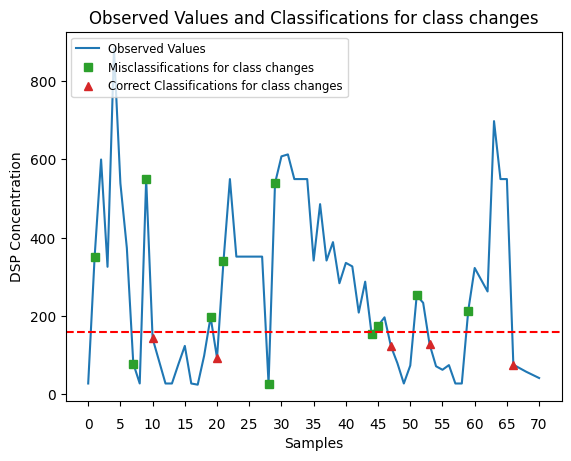 Observed Values and Classifications for class changes
Observed Values
Misclassifications for class changes
Correct Classifications for class changes
800
600
400
200
0
DSP Concentration
0 5 10 15 20 25 30 35 40 45 50 55 60 65 70
Samples